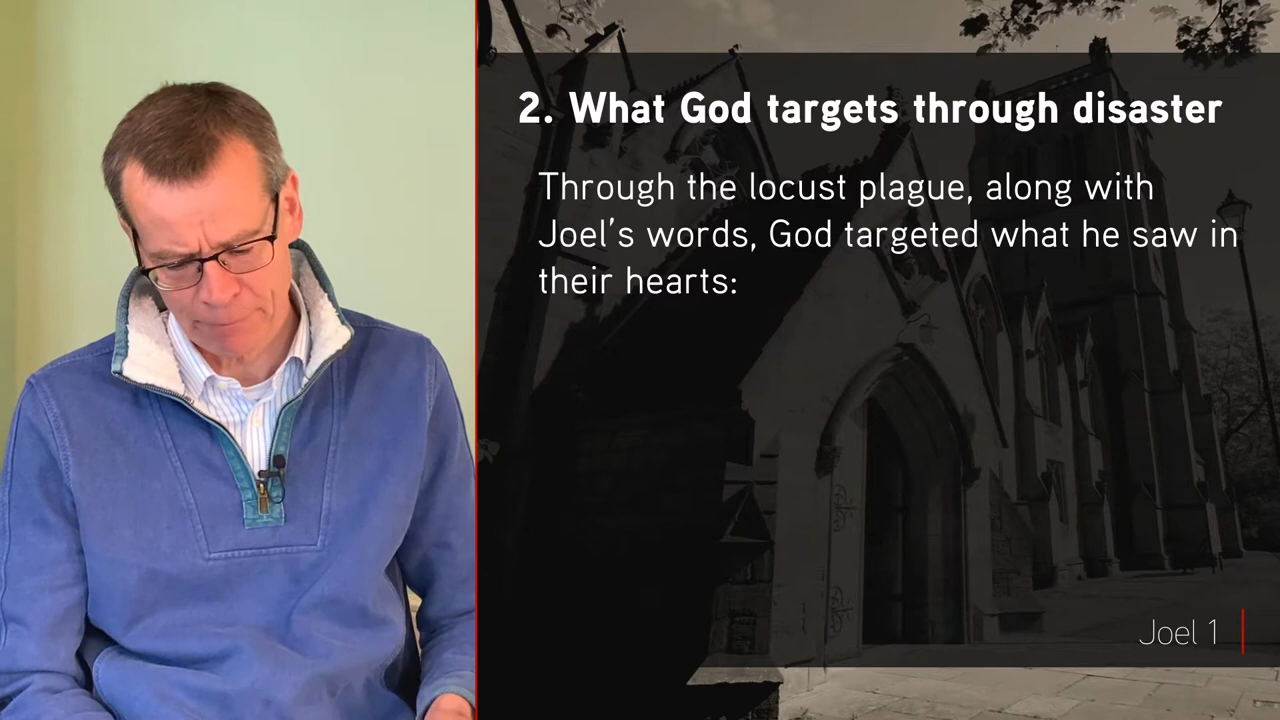 2. What God targets through disaster
Through the locust plague, along with
Joel's words, God targeted what he saw in
their hearts:
Joel 1